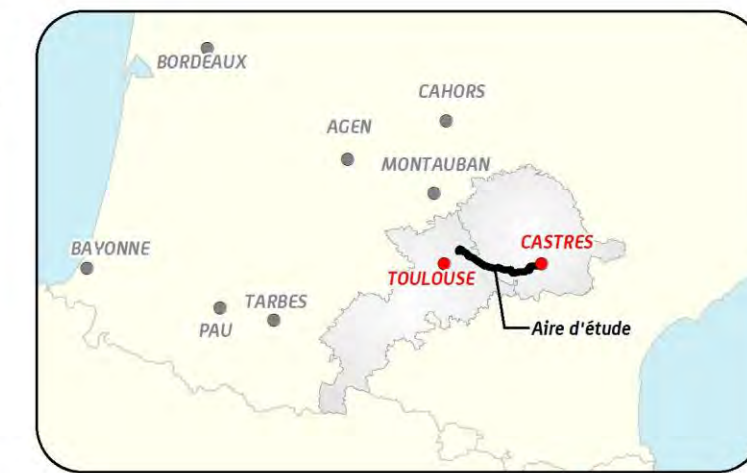 BORDEAUX
CAHORS
AGEN
MONTAUBAN
BAYONNE
CASTRES
TOULOUSE
TARBES
PAU
Aire d'étude